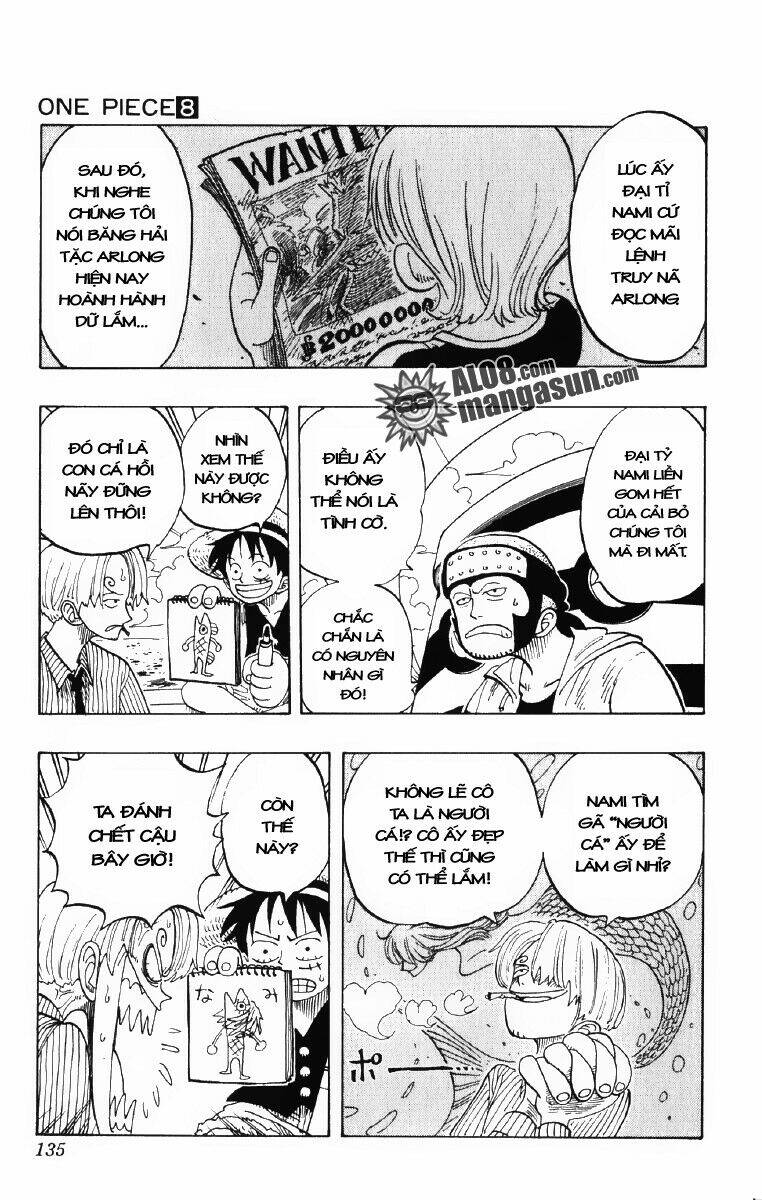 ONE PIECE 8
LÚC ẤY
ĐẠI TỈ
NAMI CỨ
ĐỌC MÃI
LỆNH
TRUY NÃ
ARLONG
SAU ĐÓ,
KHI NGHE
CHÚNG TÔI
NÓI BĂNG HẢI
TẶC ARLONG
HIỆN NAY
HOÀNH HÀNH
DỮ LẮM...
WANTE
฿20000000
AL08.com
mangasun.com
ĐẠI TỶ
NAMI LIỀN
GOM HẾT
CỦA CẢI BỎ
CHÚNG TÔI
MÀ ĐI MẤT.
ĐIỀU ẤY
KHÔNG
THỂ NÓI LÀ
TÌNH CỜ.
CHẮC
CHẮN LÀ
CÓ NGUYÊN
NHÂN GÌ
ĐÓ!
NHÌN
XEM THẾ
NÀY ĐƯỢC
KHÔNG?
ĐÓ CHỈ LÀ
CON CÁ HỒI
NÃY ĐỨNG
LÊN THÔI!
NAMI TÌM
GÃ "NGƯỜI
CÁ" ẤY ĐỂ
LÀM GÌ NHỈ?
KHÔNG LẼ CÔ
TA LÀ NGƯỜI
CÁ!? CÔ ẤY ĐẸP
THẾ THÌ CŨNG
CÓ THỂ LẮM!
ポーー
CÒN
THẾ
NÀY?
TA ĐÁNH
CHẾT CẬU
BÂY GIỜ!
なみ
135